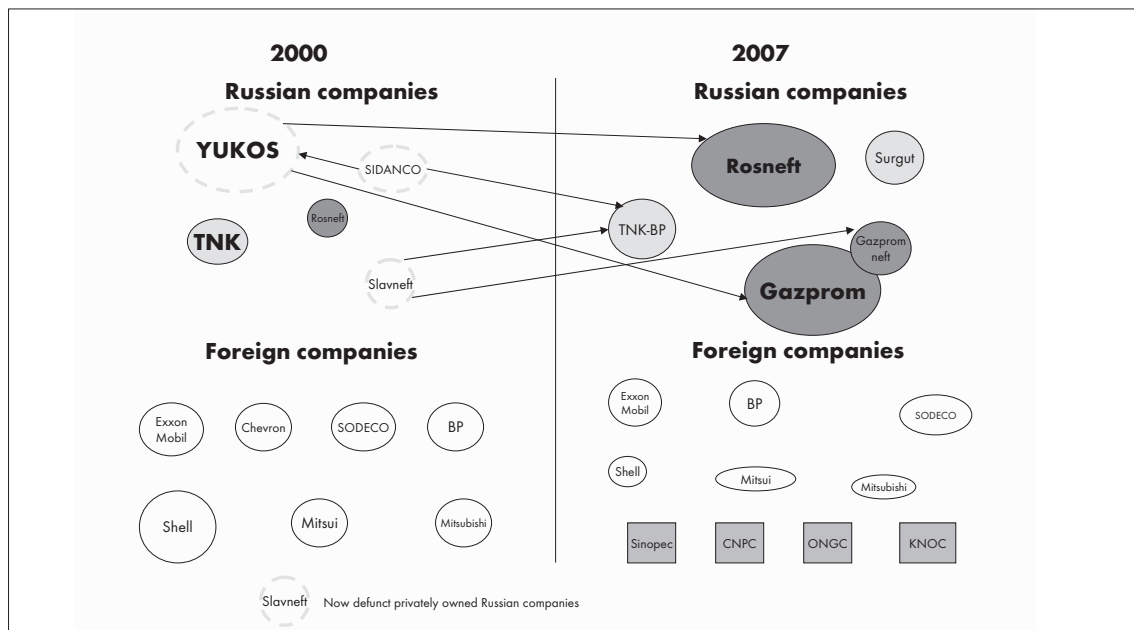 2000
Russian companies
YUKOS
SIDANCO
TNK
Rosneft
Slavneft
Foreign companies
Exxon
Mobil
Chevron
SODECO
BP
Shell
Mitsui
Mitsubishi
2007
Russian companies
Rosneft
Surgut
TNK-BP
Gazprom
neft
Gazprom
Foreign companies
Exxon
Mobil
BP
SODECO
Shell
Mitsui
Mitsubishi
Sinopec
CNPC
ONGC
KNOC
Slavneft
Now defunct privately owned Russian companies